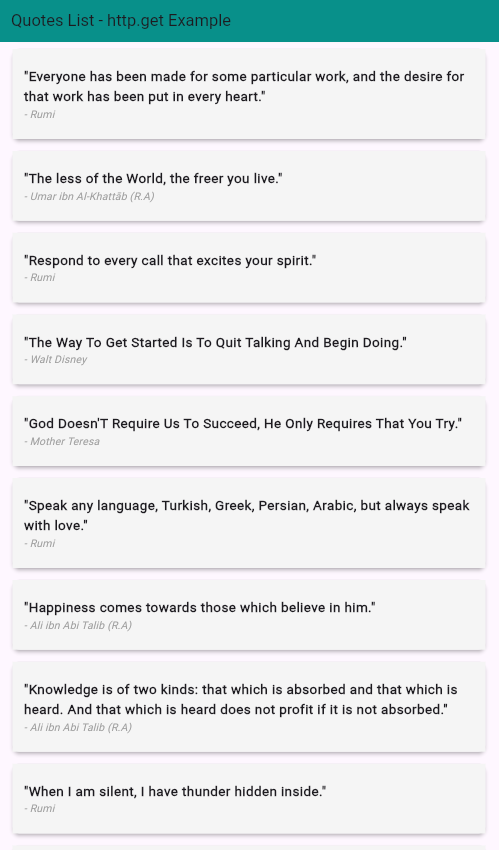 Quotes List - http.get Example
"Everyone has been made for some particular work, and the desire for
that work has been put in every heart."
- Rumi
"The less of the World, the freer you live."
- Umar ibn Al-Khattāb (R.A)
"Respond to every call that excites your spirit."
- Rumi
"The Way To Get Started Is To Quit Talking And Begin Doing."
- Walt Disney
"God Doesn'T Require Us To Succeed, He Only Requires That You Try."
- Mother Teresa
"Speak any language, Turkish, Greek, Persian, Arabic, but always speak
with love."
- Rumi
"Happiness comes towards those which believe in him."
- Ali ibn Abi Talib (R.A)
"Knowledge is of two kinds: that which is absorbed and that which is
heard. And that which is heard does not profit if it is not absorbed."
- Ali ibn Abi Talib (R.A)
"When I am silent, I have thunder hidden inside."
- Rumi